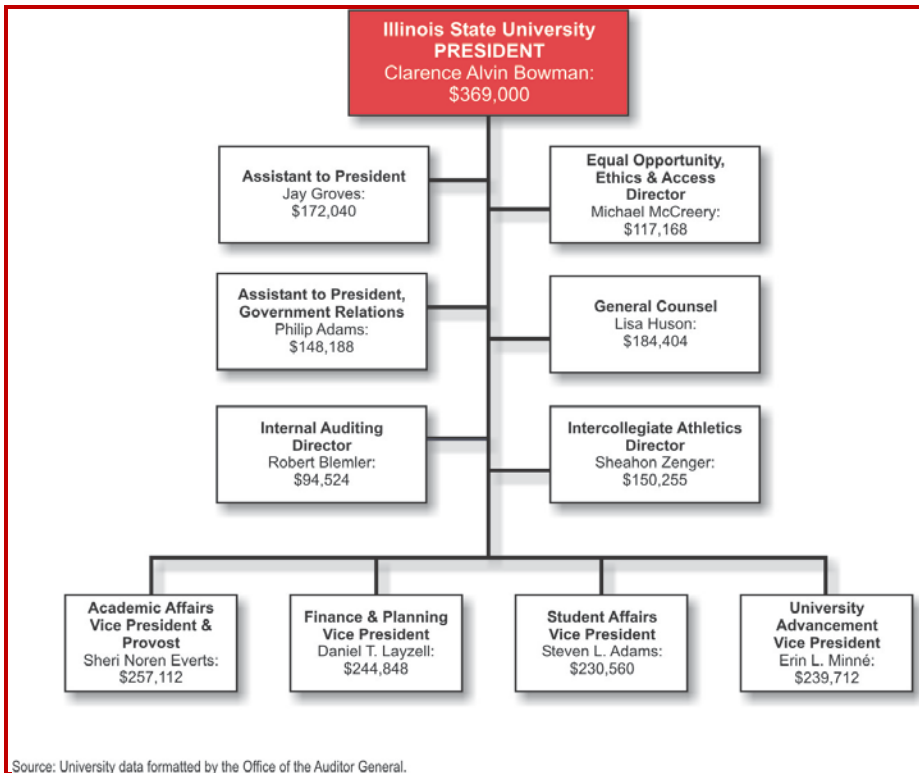 Illinois State University
PRESIDENT
Clarence Alvin Bowman:
$369,000
Assistant to President
Jay Groves:
$172,040
Equal Opportunity,
Ethics & Access
Director
Michael McCreery:
$117,168
Assistant to President,
Government Relations
Philip Adams:
$148,188
General Counsel
Lisa Huson:
$184,404
Internal Auditing
Director
Robert Blemler:
$94,524
Intercollegiate Athletics
Director
Sheahon Zenger:
$150,255
Academic Affairs
Vice President &
Provost
Sheri Noren Everts:
$257,112
Finance & Planning
Vice President
Daniel T. Layzell:
$244,848
Student Affairs
Vice President
Steven L. Adams:
$230,560
University
Advancement
Vice President
Erin L. Minné:
$239,712
Source: University data formatted by the Office of the Auditor General.